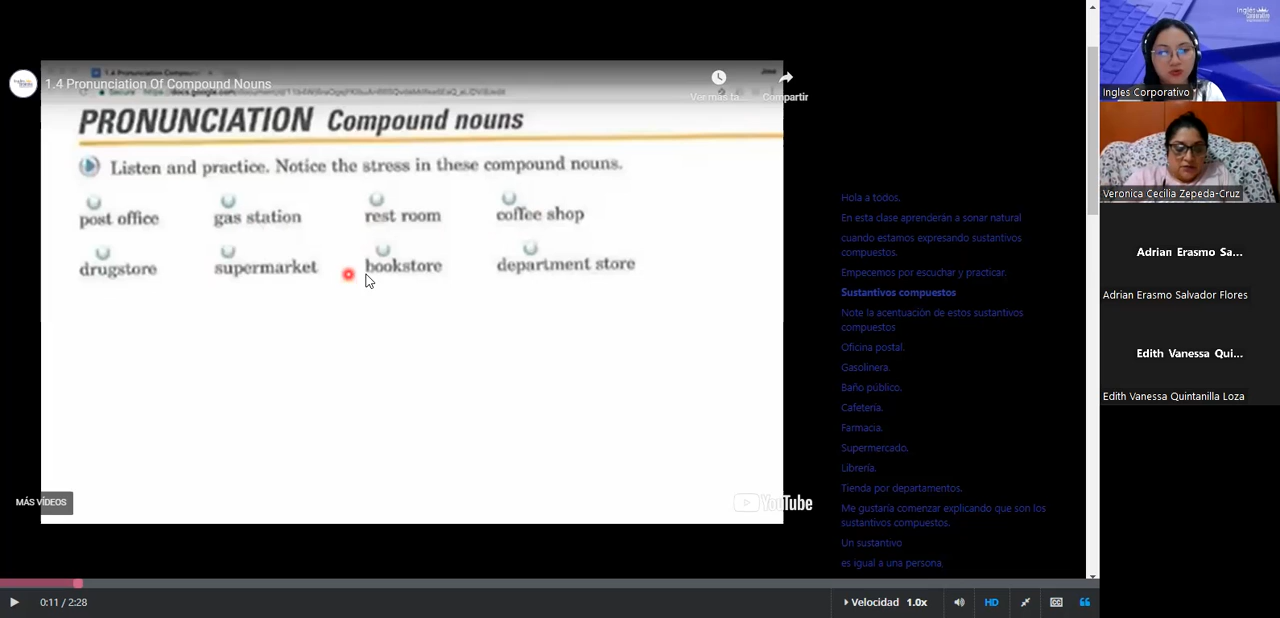 1.4 Pronunciation Of Compound Nouns
Ver más ta...
Compartir
PRONUNCIATION Compound nouns
Listen and practice. Notice the stress in these compound nouns.
post office gas station rest room coffee shop
drugstore supermarket bookstore department store
MÁS VÍDEOS
YouTube
Hola a todos.
En esta clase aprenderán a sonar natural
cuando estamos expresando sustantivos
compuestos.
Empecemos por escuchar y practicar.
Sustantivos compuestos
Note la acentuación de estos sustantivos
compuestos
Oficina postal.
Gasolinera.
Baño público.
Cafetería.
Farmacia.
Supermercado.
Librería.
Tienda por departamentos.
Me gustaría comenzar explicando que son los
sustantivos compuestos.
Un sustantivo
es igual a una persona,
0:11 / 2:28
Velocidad 1.0x
HD
Ingles Corporativo
Veronica Cecilia Zepeda-Cruz
Adrian Erasmo Sa...
Adrian Erasmo Salvador Flores
Edith Vanessa Qui...
Edith Vanessa Quintanilla Loza